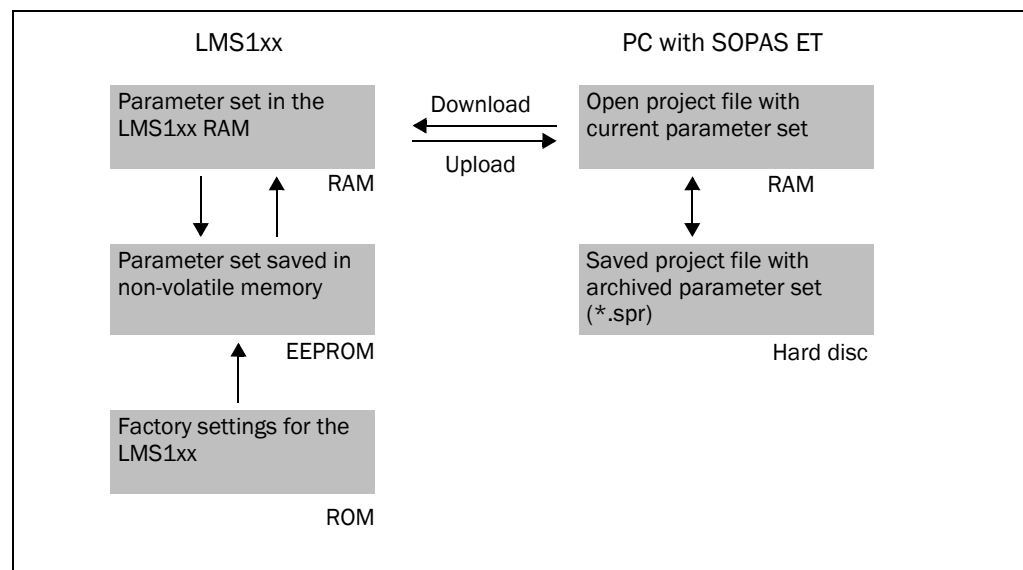 LMS1xx
PC with SOPAS ET
Parameter set in the
LMS1xx RAM
RAM
Download
Upload
Open project file with
current parameter set
RAM
Parameter set saved in
non-volatile memory
EEPROM
Saved project file with
archived parameter set
(*.spr)
Hard disc
Factory settings for the
LMS1xx
ROM